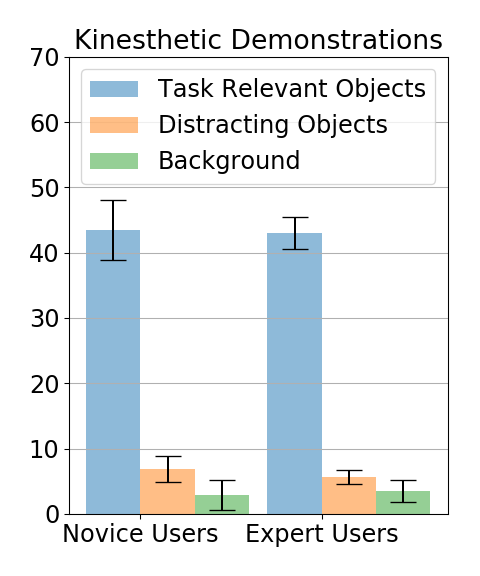 Kinesthetic Demonstrations
70
60
50
40
30
20
10
0
Task Relevant Objects
Distracting Objects
Background
Novice Users
Expert Users